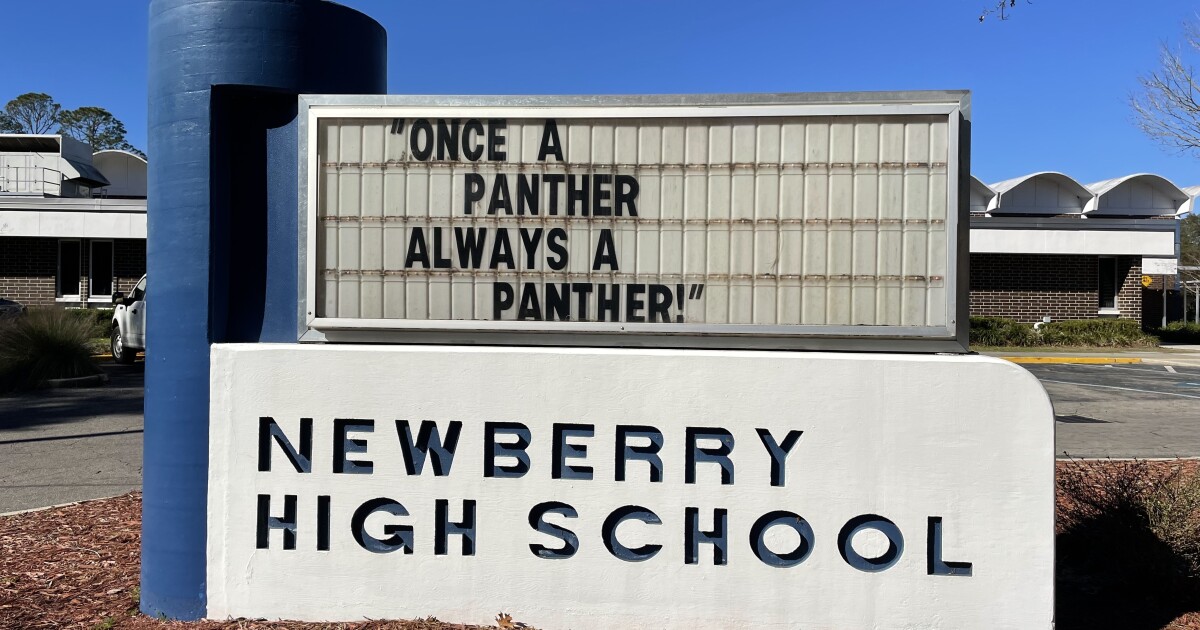 "ONCE A
PANTHER
ALWAYS A
PANTHER!"
NEWBERRY
HIGH SCHOOL